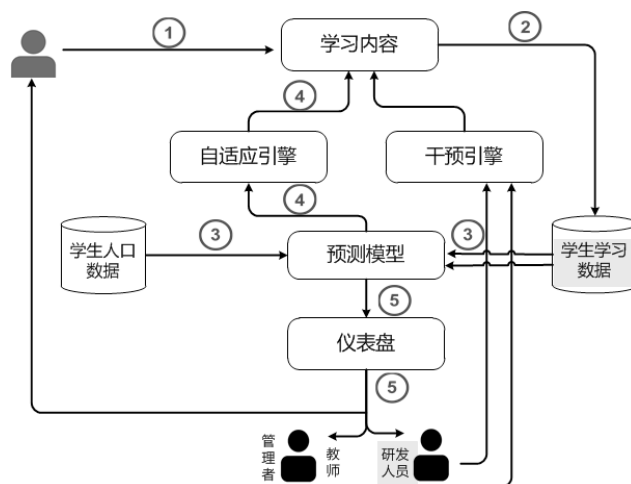 ①
学习内容
②
④
自适应引擎
干预引擎
④
学生人口
数据
③
预测模型
③
学生学习
数据
⑤
仪表盘
⑤
管理者
教师
研发
人员